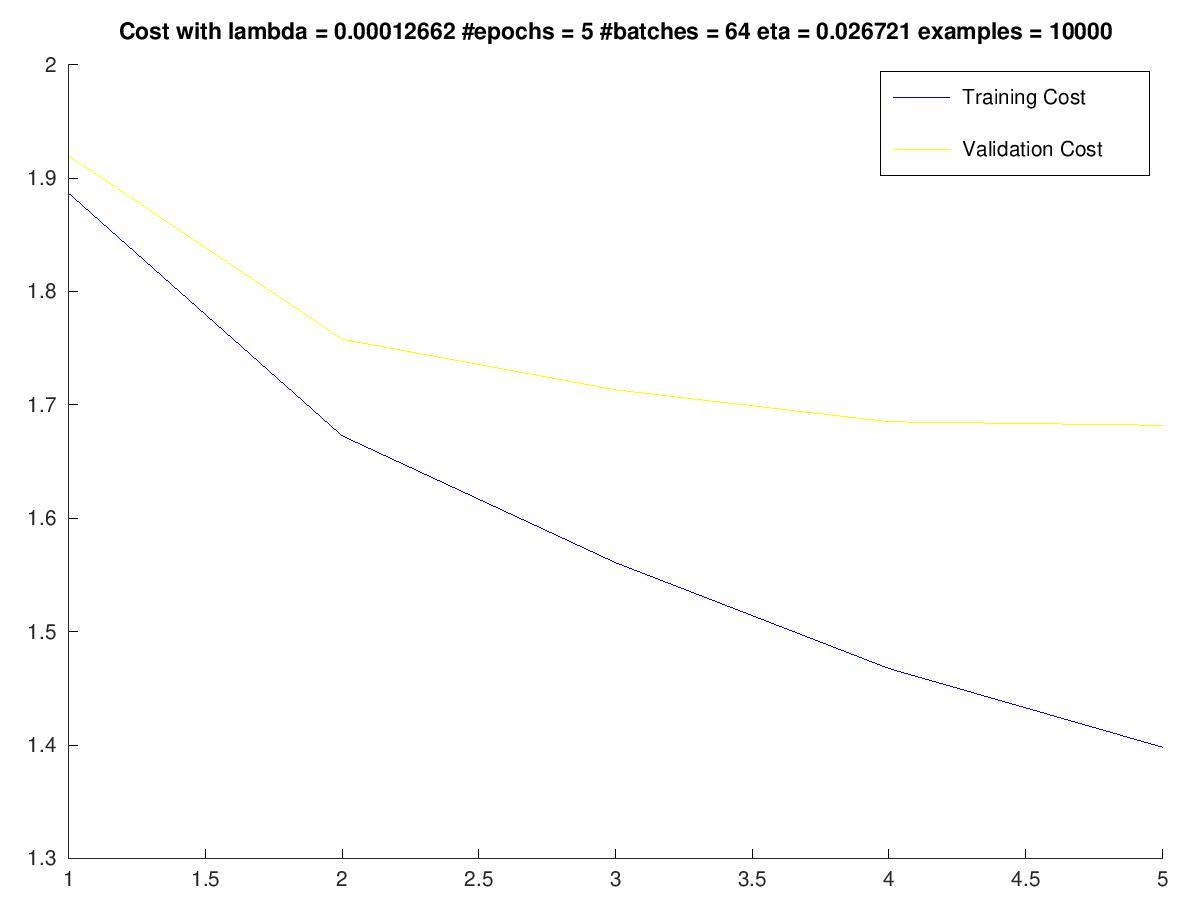 Cost with lambda = 0.00012662 #epochs = 5 #batches = 64 eta = 0.026721 examples = 10000
2
Training Cost
Validation Cost
1.9
1.8
1.7
1.6
1.5
1.4
1.3
1 1.5 2 2.5 3 3.5 4 4.5 5